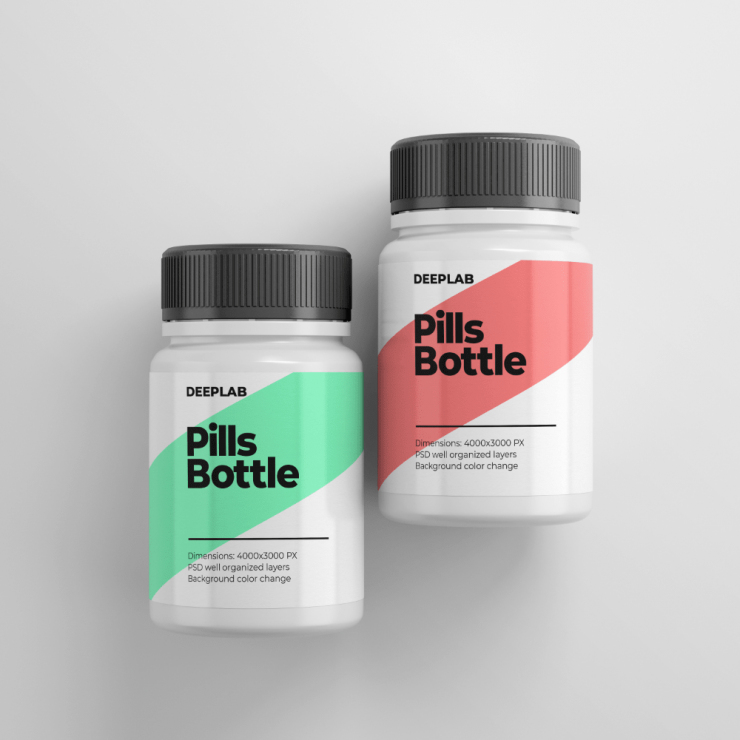 DEEPLAB
Pills
Bottle
Dimensions: 4000x3000 PX
PSD well organized layers
Background color change
DEEPLAB
Pills
Bottle
Dimensions: 4000x3000 PX
PSD well organized layers
Background color change